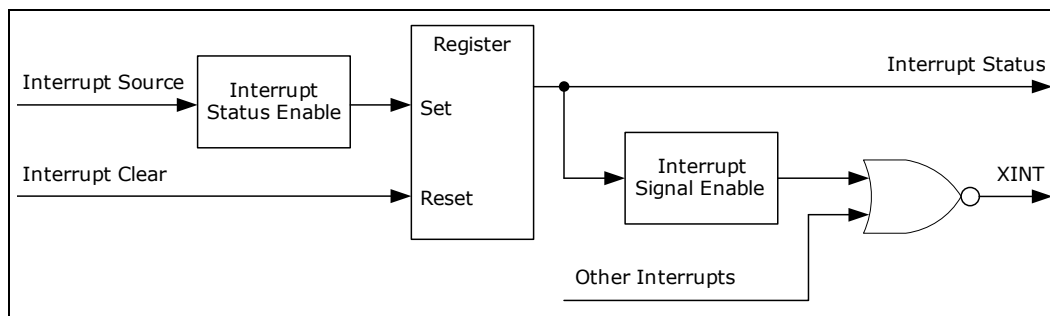 Register
Interrupt Source
Interrupt
Status Enable
Set
Interrupt Status
Interrupt Clear
Reset
Interrupt
Signal Enable
XINT
Other Interrupts